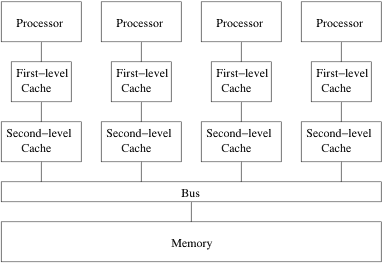 Processor Processor Processor Processor
First−level First−level First−level First−level
Cache Cache Cache Cache
Second−level Second−level Second−level Second−level
Cache Cache Cache Cache
Bus
Memory